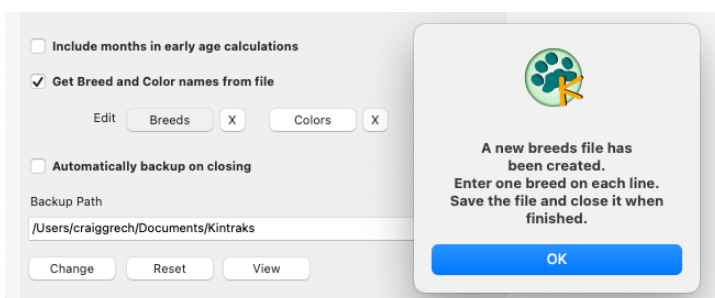 Include months in early age calculations
Get Breed and Color names from file
Edit Breeds X Colors X
Automatically backup on closing
Backup Path
/Users/craiggrech/Documents/Kintraks
Change Reset View
A new breeds file has
been created.
Enter one breed on each line.
Save the file and close it when
finished.
OK